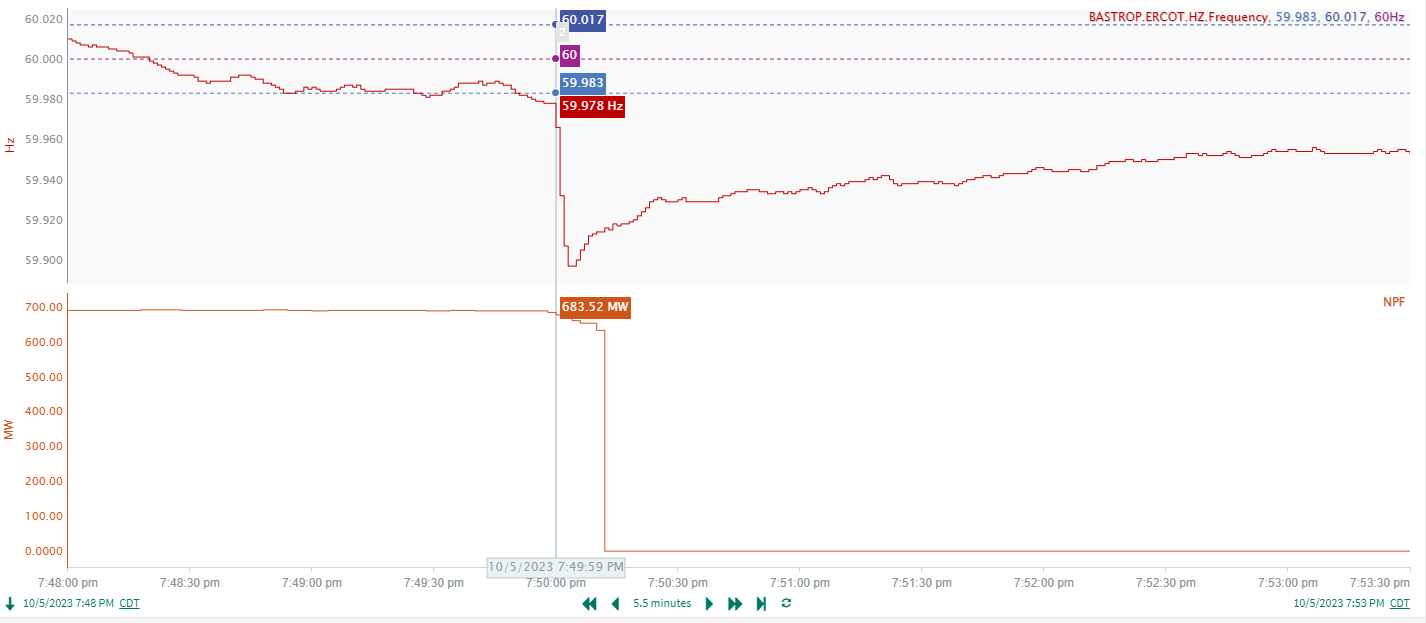 BASTROP.ERCOT.HZ.Frequency, 59.983, 60.017, 60Hz
60.020
60.000
59.980
59.960
59.940
59.920
59.900
Hz
60.017
60
59.983
59.978 Hz
NPF
700.00
600.00
500.00
400.00
300.00
200.00
100.00
0.0000
MW
683.52 MW
10/5/2023 7:49:59 PM
7:48:00 pm 7:48:30 pm 7:49:00 pm 7:49:30 pm 7:50:00 pm 7:50:30 pm 7:51:00 pm 7:51:30 pm 7:52:00 pm 7:52:30 pm 7:53:00 pm 7:53:30 pm
10/5/2023 7:48 PM CDT 5.5 minutes 10/5/2023 7:53 PM CDT